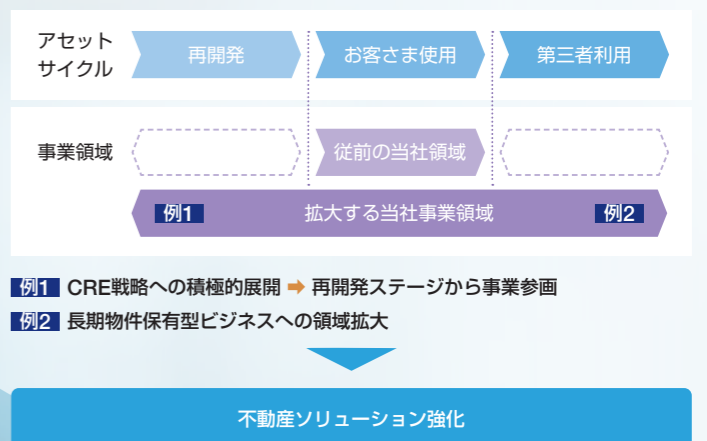 アセット
サイクル
再開発
お客さま使用
第三者利用
事業領域
従前の当社領域
例1 拡大する当社事業領域 例2
例1 CRE戦略への積極的展開 ➡ 再開発ステージから事業参画
例2 長期物件保有型ビジネスへの領域拡大
不動産ソリューション強化